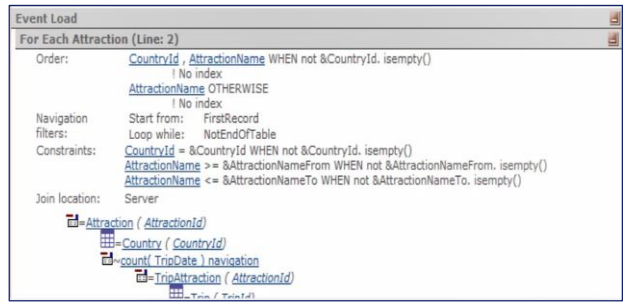 Event Load
For Each Attraction (Line: 2)
Order: CountryId , AttractionName WHEN not &CountryId. isempty()
! No index
AttractionName OTHERWISE
! No index
Navigation filters: Start from: FirstRecord
Loop while: NotEndOfTable
Constraints: CountryId = &CountryId WHEN not &CountryId. isempty()
AttractionName >= &AttractionNameFrom WHEN not &AttractionNameFrom. isempty()
AttractionName <= &AttractionNameTo WHEN not &AttractionNameTo. isempty()
Join location: Server
=Attraction ( AttractionId)
=Country ( CountryId)
~count( TripDate ) navigation
=TripAttraction ( AttractionId)
=Trip ( TripId)